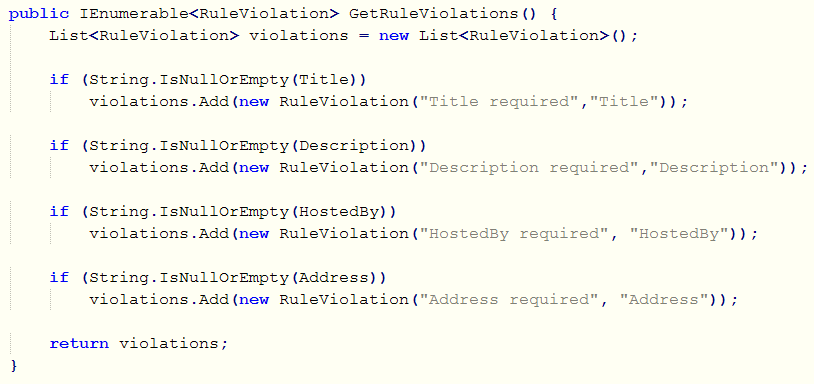 public IEnumerable<RuleViolation> GetRuleViolations() {
    List<RuleViolation> violations = new List<RuleViolation>();
    if (String.IsNullOrEmpty(Title))
        violations.Add(new RuleViolation("Title required","Title"));
    if (String.IsNullOrEmpty(Description))
        violations.Add(new RuleViolation("Description required","Description"));
    if (String.IsNullOrEmpty(HostedBy))
        violations.Add(new RuleViolation("HostedBy required", "HostedBy"));
    if (String.IsNullOrEmpty(Address))
        violations.Add(new RuleViolation("Address required", "Address"));
    return violations;
}